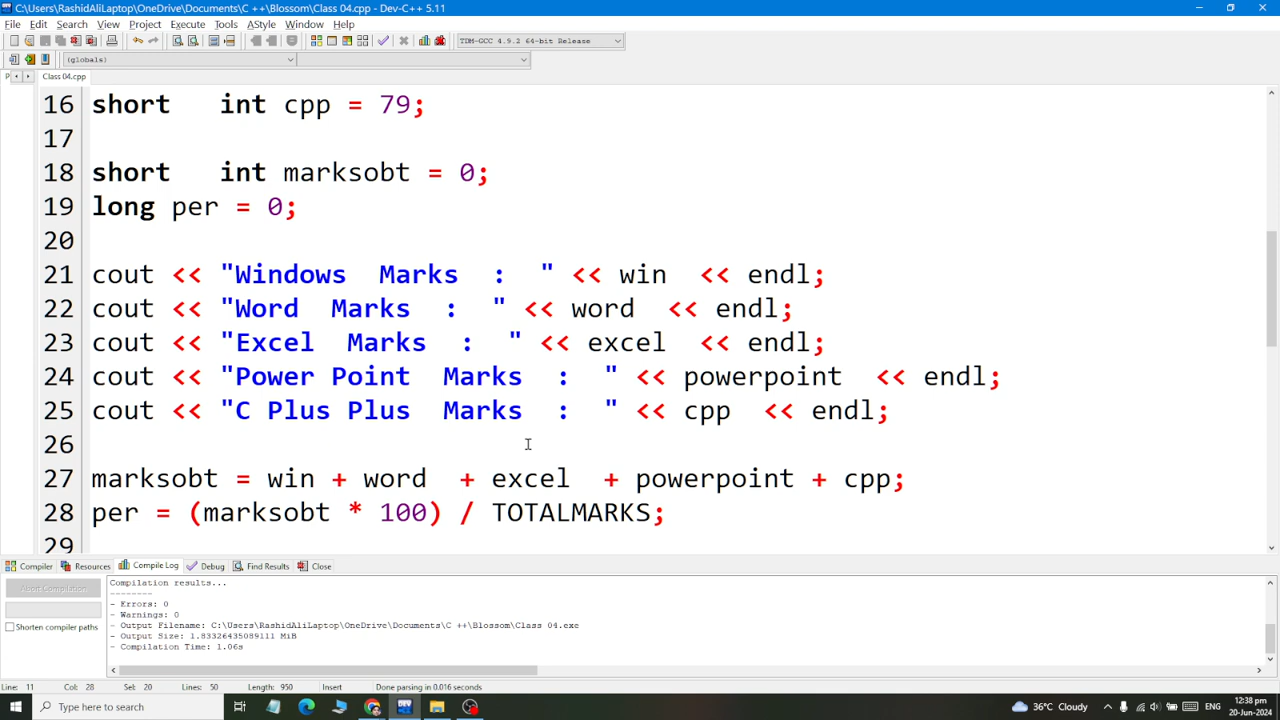 C:\Users\RashidAliLaptop\OneDrive\Documents\C ++\Blossom\Class 04.cpp - Dev-C++ 5.11
File Edit Search View Project Execute Tools AStyle Window Help
TDM-GCC 4.9.2 64-bit Release
(globals)
Class 04.cpp
16 short   int cpp = 79;
17
18 short   int marksobt = 0;
19 long per = 0;
20
21 cout << "Windows  Marks  :  " << win  << endl;
22 cout << "Word  Marks  :  " << word  << endl;
23 cout << "Excel  Marks  :  " << excel  << endl;
24 cout << "Power Point  Marks  :  " << powerpoint  << endl;
25 cout << "C Plus Plus  Marks  :  " << cpp  << endl;
26
27 marksobt = win + word  + excel  + powerpoint + cpp;
28 per = (marksobt * 100) / TOTALMARKS;
29
Compiler Resources Compile Log Debug Find Results Close
Abort Compilation
Shorten compiler paths
Compilation results...
--------
- Errors: 0
- Warnings: 0
- Output Filename: C:\Users\RashidAliLaptop\OneDrive\Documents\C ++\Blossom\Class 04.exe
- Output Size: 1.83326435089111 MiB
- Compilation Time: 1.06s
Line: 11 Col: 28 Sel: 20 Lines: 50 Length: 950 Insert Done parsing in 0.016 seconds
Type here to search
DEV
36°C Cloudy
ENG
12:38 pm
20-Jun-2024